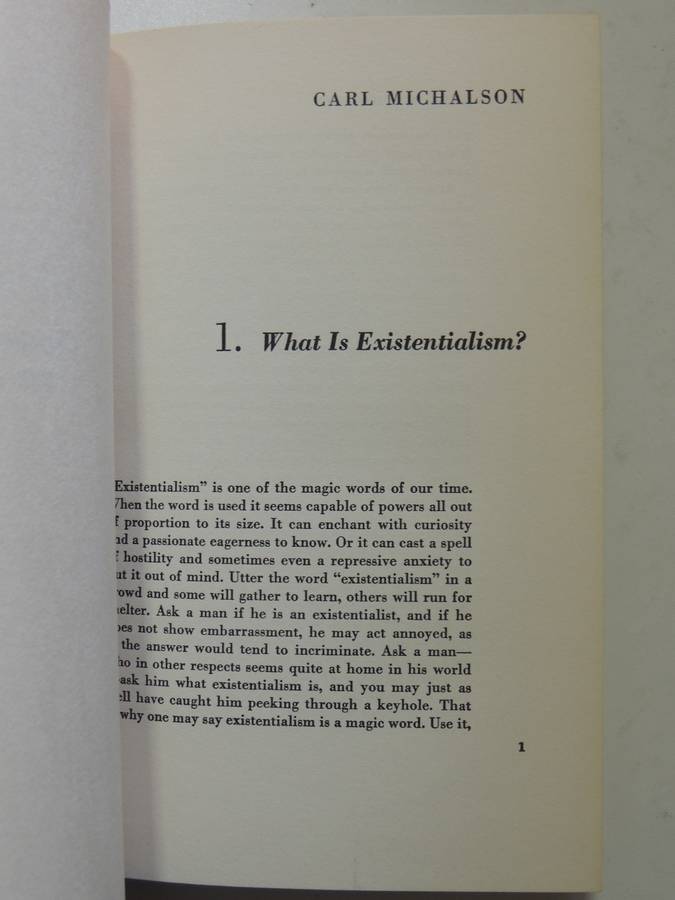 CARL MICHALSON
1. What Is Existentialism?
Existentialism” is one of the magic words of our time.
hen the word is used it seems capable of powers all out
f proportion to its size. It can enchant with curiosity
nd a passionate eagerness to know. Or it can cast a spell
f hostility and sometimes even a repressive anxiety to
ut it out of mind. Utter the word “existentialism” in a
rowd and some will gather to learn, others will run for
elter. Ask a man if he is an existentialist, and if he
oes not show embarrassment, he may act annoyed, as
the answer would tend to incriminate. Ask a man—
ho in other respects seems quite at home in his world
ask him what existentialism is, and you may just as
ell have caught him peeking through a keyhole. That
why one may say existentialism is a magic word. Use it,
1